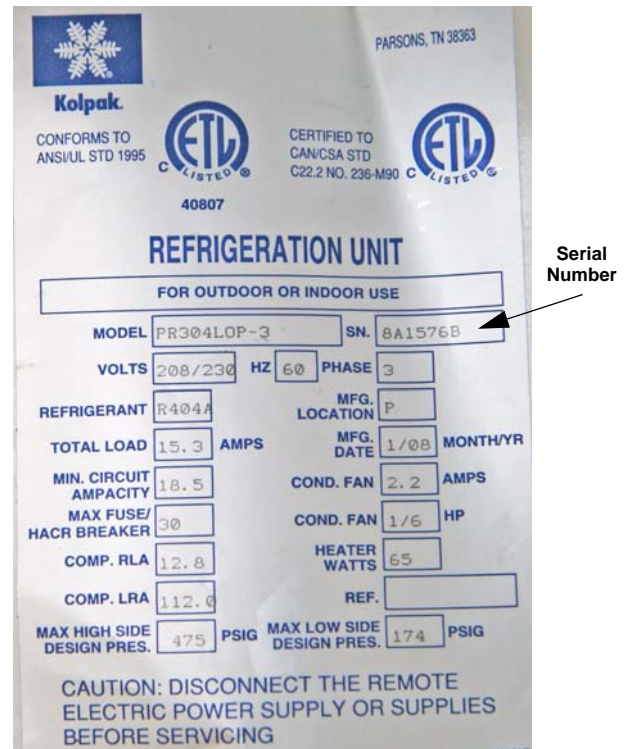 PARSONS, TN 38363
Kolpak.
CONFORMS TO
ANSI/UL STD 1995
C ETL LISTED ®
40807
CERTIFIED TO
CAN/CSA STD
C22.2 NO. 236-M90
C ETL LISTED ®
REFRIGERATION UNIT
FOR OUTDOOR OR INDOOR USE
Serial
Number
MODEL PR304LOP-3 SN. 8A1576B
VOLTS 208/230 HZ 60 PHASE 3
REFRIGERANT R404A MFG. LOCATION P
TOTAL LOAD 15.3 AMPS MFG. DATE 1/08 MONTH/YR
MIN. CIRCUIT AMPACITY 18.5 COND. FAN 2.2 AMPS
MAX FUSE/ HACR BREAKER 30 COND. FAN 1/6 HP
COMP. RLA 12.8 HEATER WATTS 65
COMP. LRA 112.0 REF.
MAX HIGH SIDE DESIGN PRES. 475 PSIG MAX LOW SIDE DESIGN PRES. 174 PSIG
CAUTION: DISCONNECT THE REMOTE
ELECTRIC POWER SUPPLY OR SUPPLIES
BEFORE SERVICING